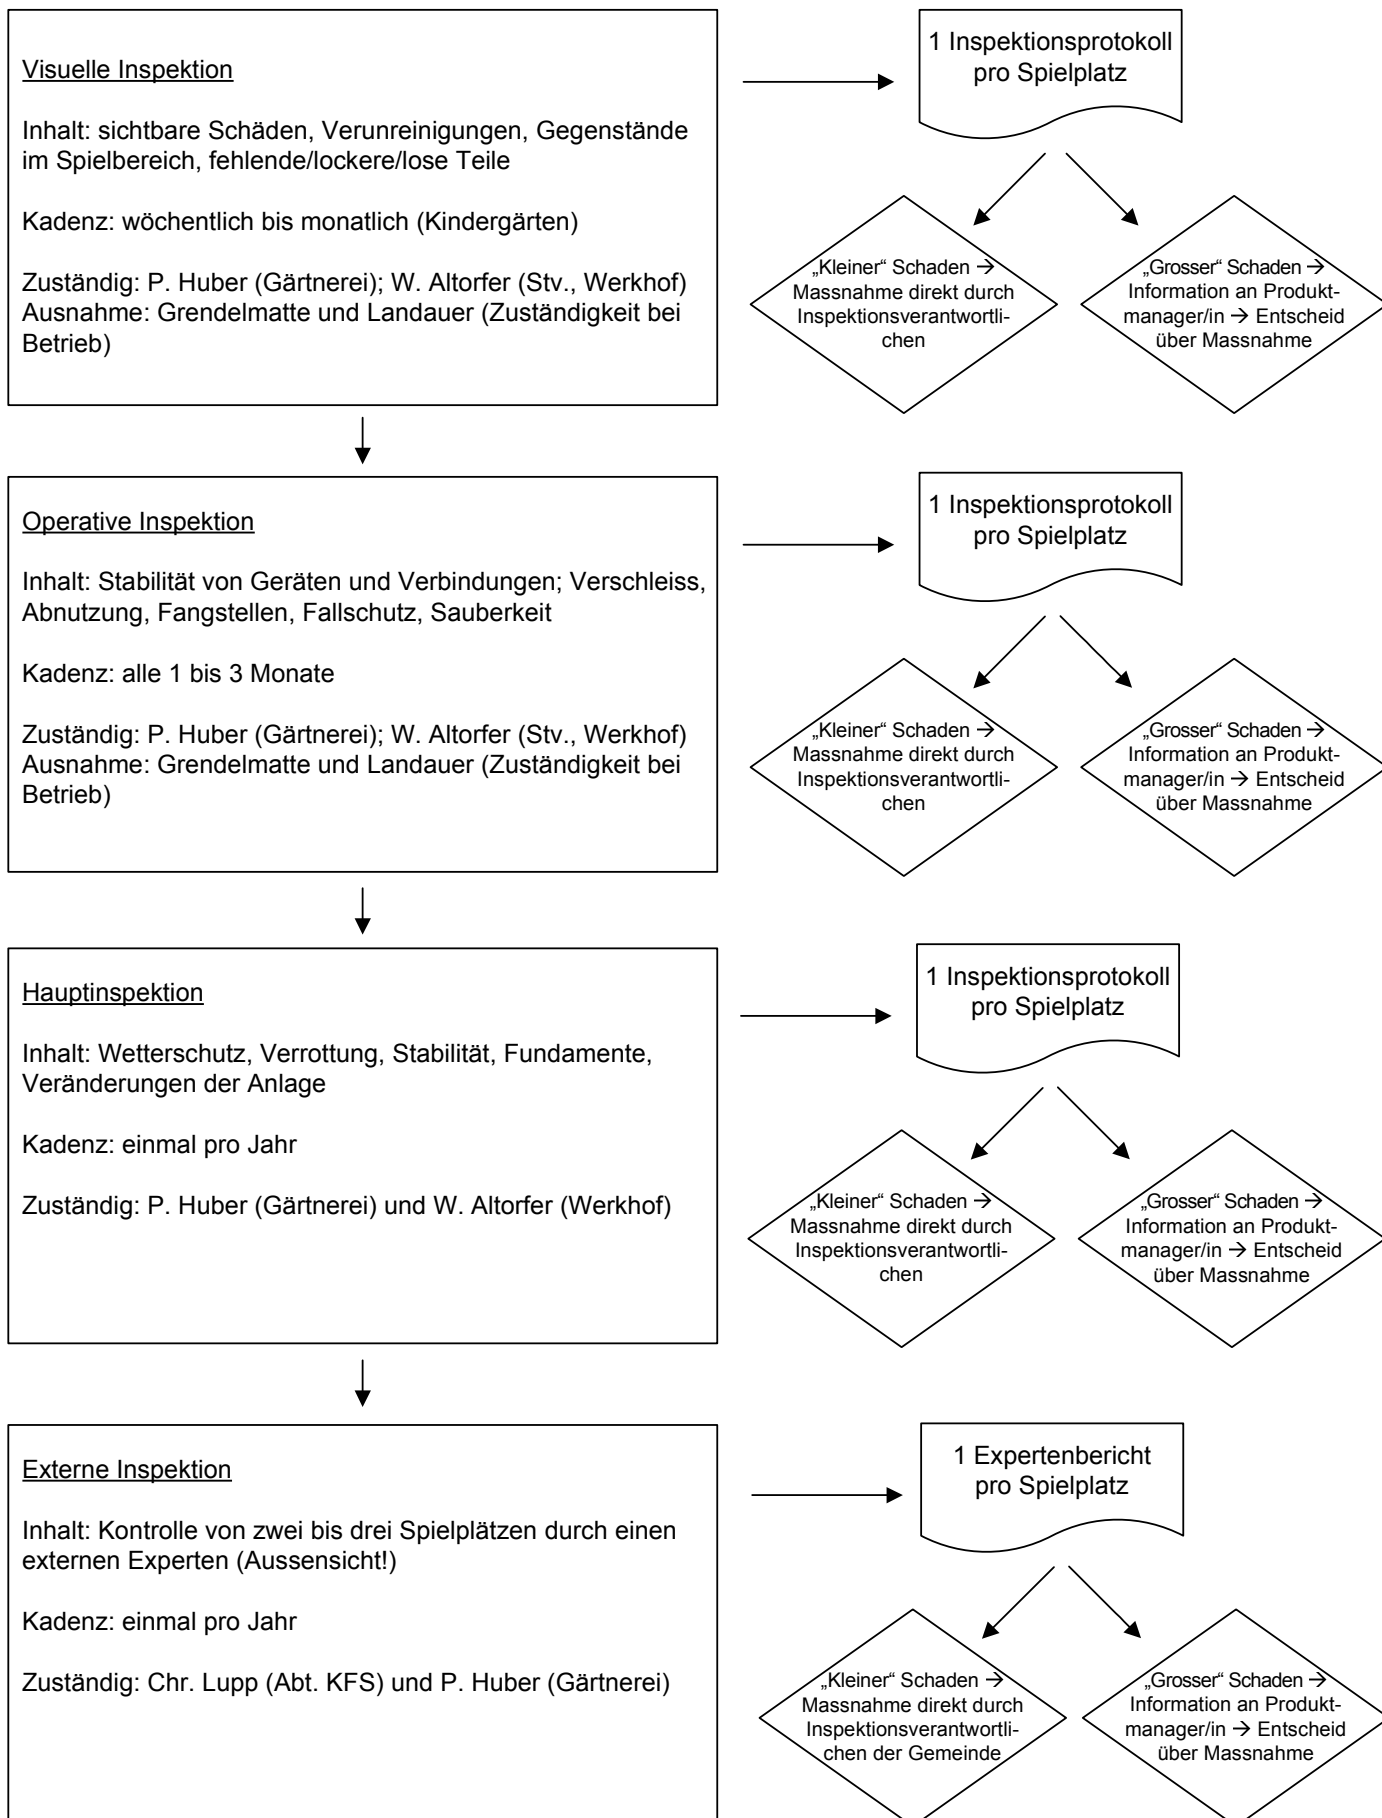 Visuelle Inspektion
Inhalt: sichtbare Schäden, Verunreinigungen, Gegenstände
im Spielbereich, fehlende/lockere/lose Teile
Kadenz: wöchentlich bis monatlich (Kindergärten)
Zuständig: P. Huber (Gärtnerei); W. Altorfer (Stv., Werkhof)
Ausnahme: Grendelmatte und Landauer (Zuständigkeit bei
Betrieb)
1 Inspektionsprotokoll
pro Spielplatz
„Kleiner“ Schaden →
Massnahme direkt durch
Inspektionsverantwortli-
chen
„Grosser“ Schaden →
Information an Produkt-
manager/in → Entscheid
über Massnahme
Operative Inspektion
Inhalt: Stabilität von Geräten und Verbindungen; Verschleiss,
Abnutzung, Fangstellen, Fallschutz, Sauberkeit
Kadenz: alle 1 bis 3 Monate
Zuständig: P. Huber (Gärtnerei); W. Altorfer (Stv., Werkhof)
Ausnahme: Grendelmatte und Landauer (Zuständigkeit bei
Betrieb)
1 Inspektionsprotokoll
pro Spielplatz
„Kleiner“ Schaden →
Massnahme direkt durch
Inspektionsverantwortli-
chen
„Grosser“ Schaden →
Information an Produkt-
manager/in → Entscheid
über Massnahme
Hauptinspektion
Inhalt: Wetterschutz, Verrottung, Stabilität, Fundamente,
Veränderungen der Anlage
Kadenz: einmal pro Jahr
Zuständig: P. Huber (Gärtnerei) und W. Altorfer (Werkhof)
1 Inspektionsprotokoll
pro Spielplatz
„Kleiner“ Schaden →
Massnahme direkt durch
Inspektionsverantwortli-
chen
„Grosser“ Schaden →
Information an Produkt-
manager/in → Entscheid
über Massnahme
Externe Inspektion
Inhalt: Kontrolle von zwei bis drei Spielplätzen durch einen
externen Experten (Aussensicht!)
Kadenz: einmal pro Jahr
Zuständig: Chr. Lupp (Abt. KFS) und P. Huber (Gärtnerei)
1 Expertenbericht
pro Spielplatz
„Kleiner“ Schaden →
Massnahme direkt durch
Inspektionsverantwortli-
chen der Gemeinde
„Grosser“ Schaden →
Information an Produkt-
manager/in → Entscheid
über Massnahme